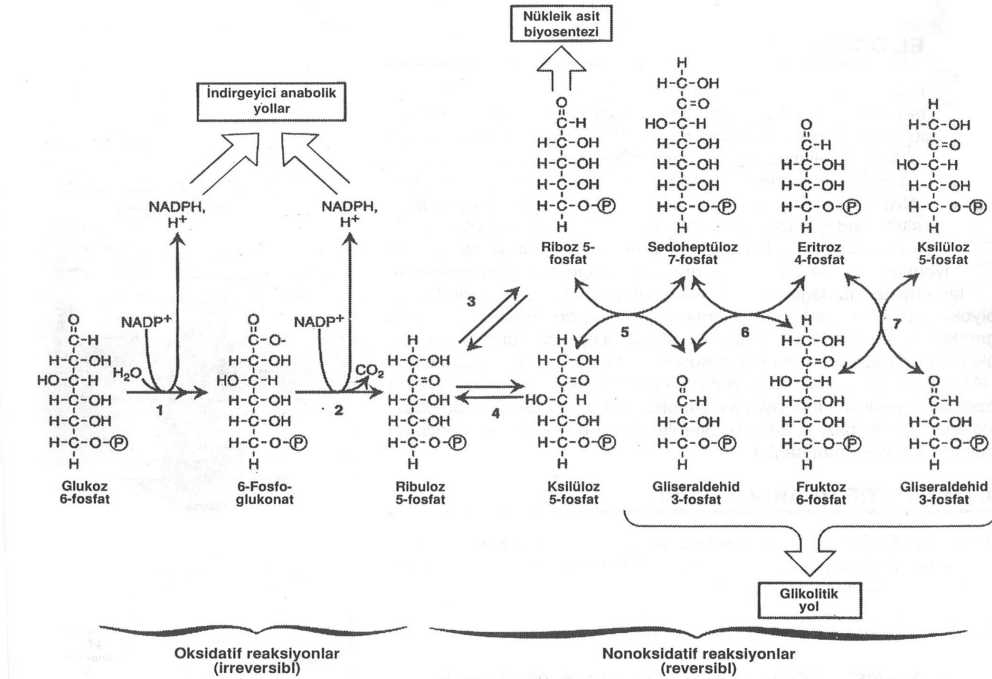 Nükleik asit
biyosentezi
İndirgeyici anabolik
yollar
NADPH,
H+
NADPH,
H+
NADP+
H₂O
1
NADP+
CO₂
2
3
4
5
6
7
Riboz 5-
fosfat
Sedoheptüloz
7-fosfat
Eritroz
4-fosfat
Ksilüloz
5-fosfat
Glukoz
6-fosfat
6-Fosfo-
glukonat
Ribuloz
5-fosfat
Ksilüloz
5-fosfat
Gliseraldehid
3-fosfat
Fruktoz
6-fosfat
Gliseraldehid
3-fosfat
Glikolitik
yol
Oksidatif reaksiyonlar
(irreversibl)
Nonoksidatif reaksiyonlar
(reversibl)